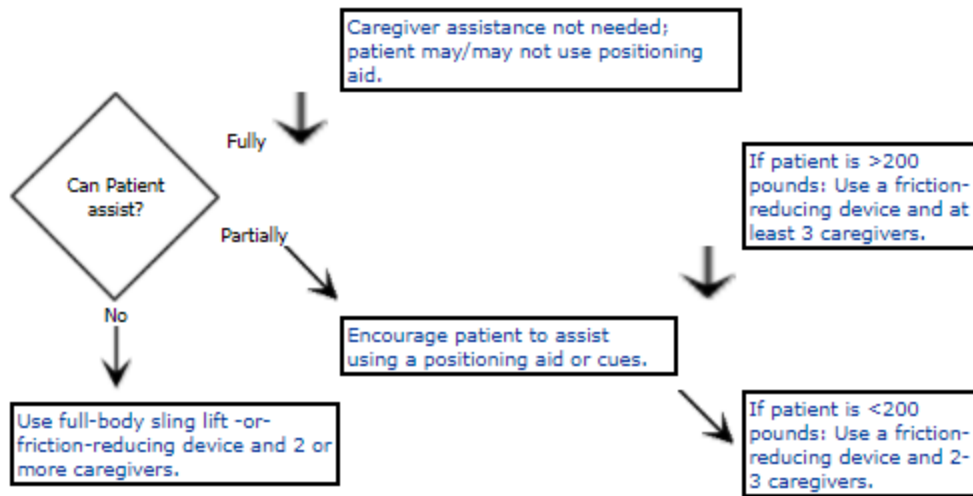 Caregiver assistance not needed;
patient may/may not use positioning
aid.
Fully
Can Patient
assist?
If patient is >200
pounds: Use a friction-
reducing device and at
least 3 caregivers.
Partially
No
Encourage patient to assist
using a positioning aid or cues.
Use full-body sling lift -or-
friction-reducing device and 2 or
more caregivers.
If patient is <200
pounds: Use a friction-
reducing device and 2-
3 caregivers.